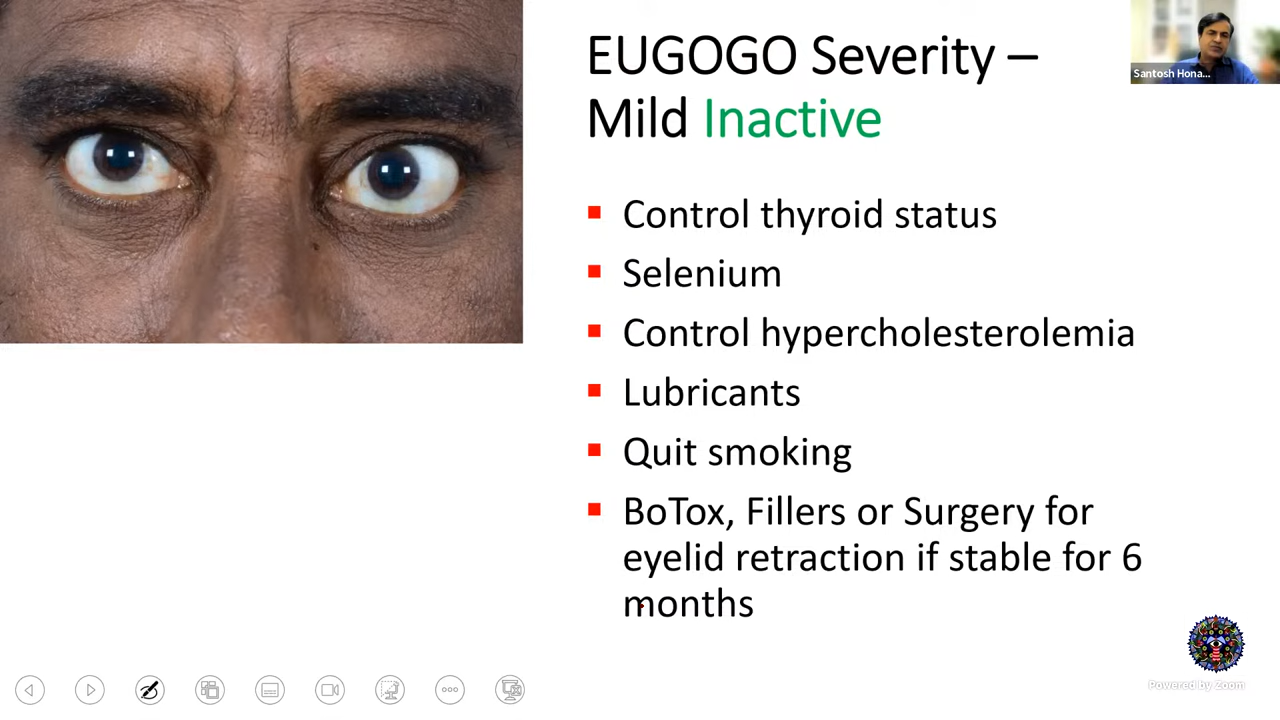 EUGOGO Severity –
Mild Inactive
Santosh Hona...
▪ Control thyroid status
▪ Selenium
▪ Control hypercholesterolemia
▪ Lubricants
▪ Quit smoking
▪ BoTox, Fillers or Surgery for
eyelid retraction if stable for 6
months
Powered by Zoom